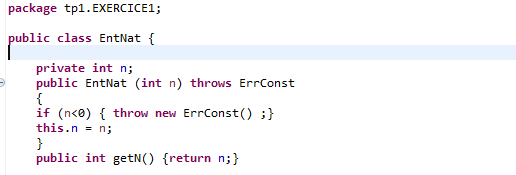 package tp1.EXERCICE1;
public class EntNat {
private int n;
public EntNat (int n) throws ErrConst
{
if (n<0) { throw new ErrConst() ;}
this.n = n;
}
public int getN() {return n;}